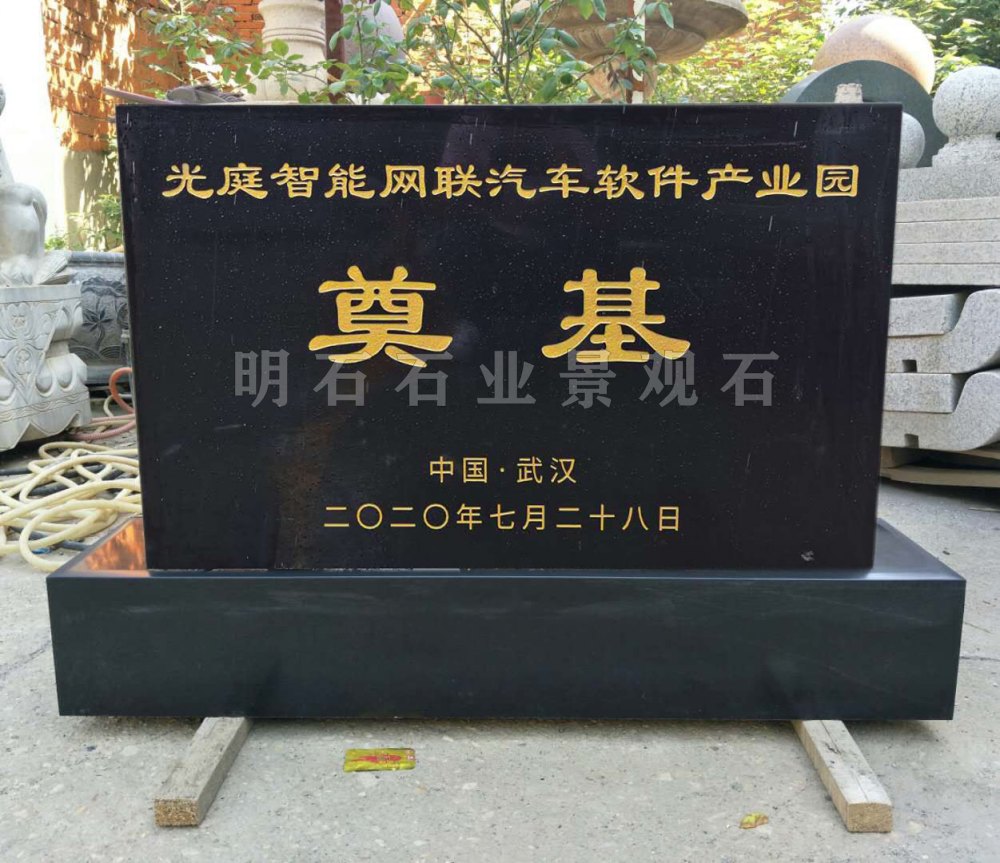 光庭智能网联汽车软件产业园
奠基
明石石业景观石
中国·武汉
二〇二〇年七月二十八日